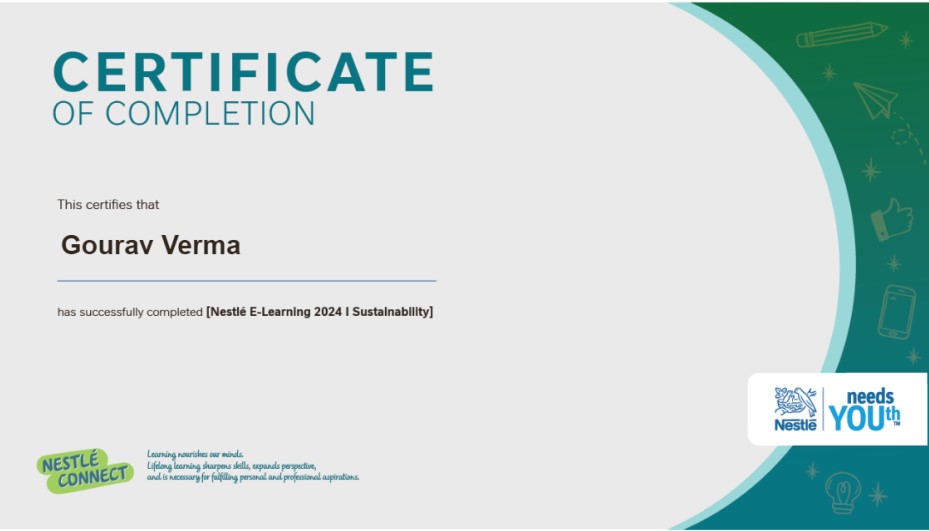 CERTIFICATE
OF COMPLETION
This certifies that
Gourav Verma
has successfully completed [Nestlé E-Learning 2024 I Sustainability]
Nestlé
needs
YOUth
TM
NESTLÉ
CONNECT
Learning nourishes our minds.
Lifelong learning sharpens skills, expands perspective,
and is necessary for fulfilling personal and professional aspirations.